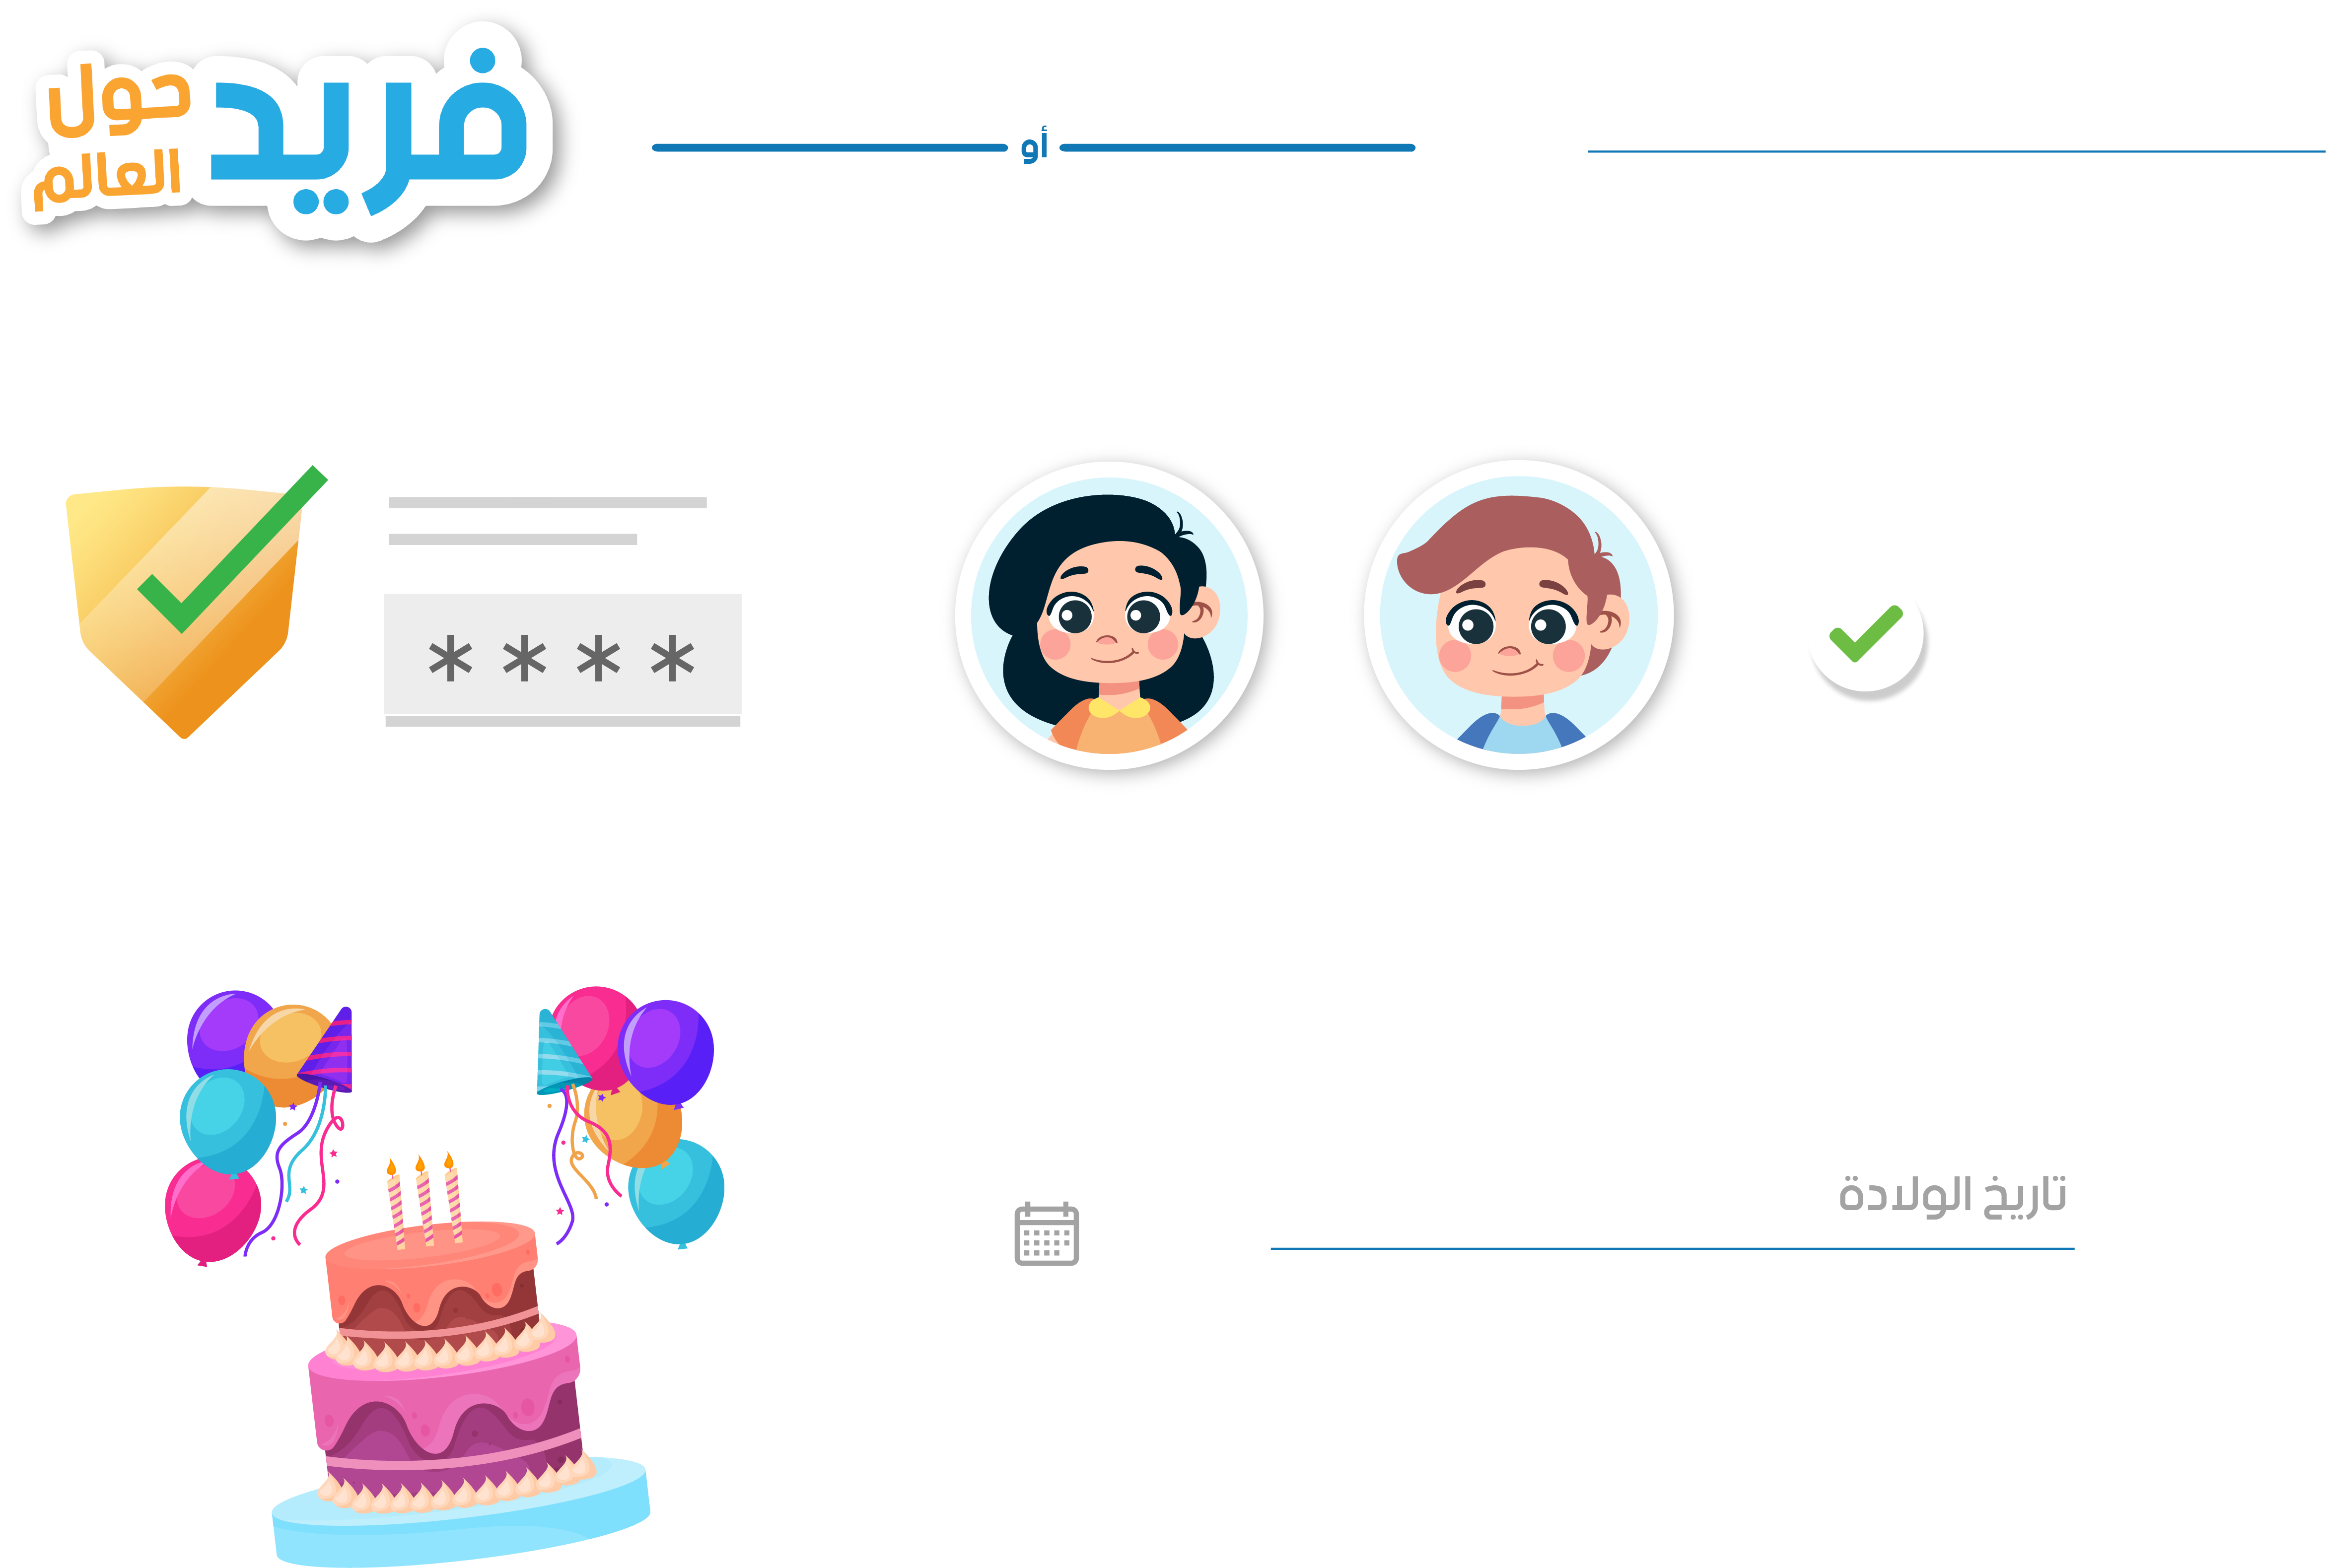 فريد حول
العالم
أو
* * * *
تاريخ الولادة